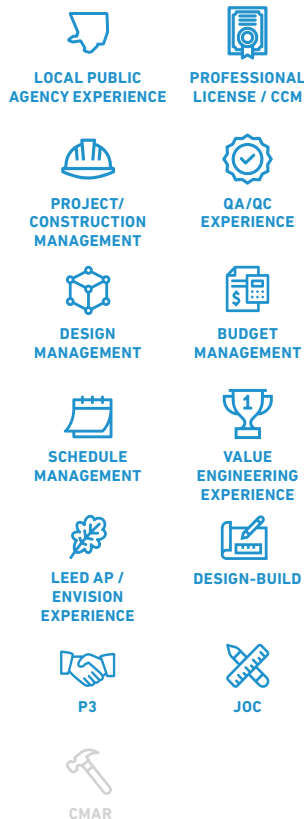 LOCAL PUBLIC
AGENCY EXPERIENCE
PROFESSIONAL
LICENSE / CCM
PROJECT/
CONSTRUCTION
MANAGEMENT
QA/QC
EXPERIENCE
DESIGN
MANAGEMENT
$
BUDGET
MANAGEMENT
SCHEDULE
MANAGEMENT
1
VALUE
ENGINEERING
EXPERIENCE
LEED AP /
ENVISION
EXPERIENCE
DESIGN-BUILD
P3
JOC
CMAR